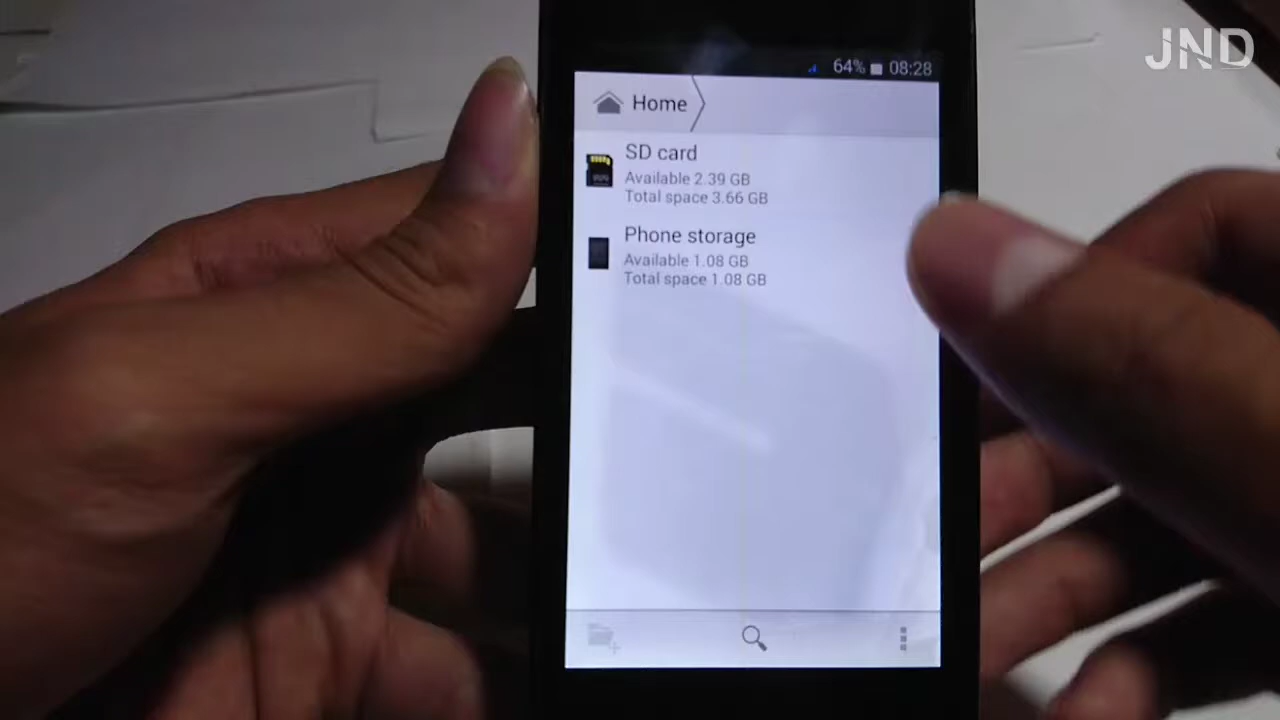 JND
64% 08:28
Home
SD card
Available 2.39 GB
Total space 3.66 GB
Phone storage
Available 1.08 GB
Total space 1.08 GB